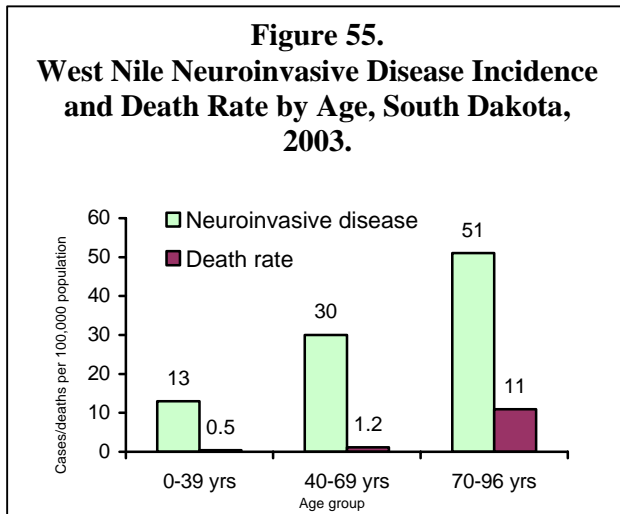 Figure 55.
West Nile Neuroinvasive Disease Incidence
and Death Rate by Age, South Dakota,
2003.
Cases/deaths per 100,000 population
60
50
40
30
20
10
0
Neuroinvasive disease
Death rate
13
0.5
30
1.2
51
11
0-39 yrs
40-69 yrs
70-96 yrs
Age group